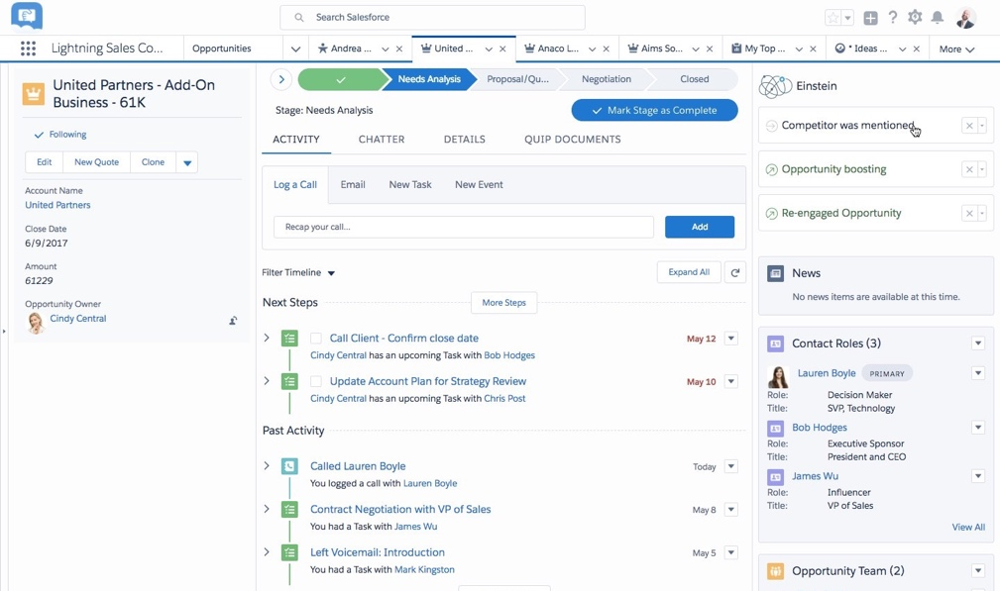 Search Salesforce
Lightning Sales Co...
Opportunities
Andrea ...
United ...
Anaco L...
Aims So...
My Top ...
* Ideas ...
More
United Partners - Add-On
Business - 61K
Following
Edit
New Quote
Clone
Account Name
United Partners
Close Date
6/9/2017
Amount
61229
Opportunity Owner
Cindy Central
Needs Analysis
Proposal/Qu...
Negotiation
Closed
Stage: Needs Analysis
Mark Stage as Complete
ACTIVITY
CHATTER
DETAILS
QUIP DOCUMENTS
Log a Call
Email
New Task
New Event
Recap your call...
Add
Filter Timeline
Expand All
Next Steps
More Steps
Call Client - Confirm close date
May 12
Cindy Central has an upcoming Task with Bob Hodges
Update Account Plan for Strategy Review
May 10
Cindy Central has an upcoming Task with Chris Post
Past Activity
Called Lauren Boyle
Today
You logged a call with Lauren Boyle
Contract Negotiation with VP of Sales
May 8
You had a Task with James Wu
Left Voicemail: Introduction
May 5
You had a Task with Mark Kingston
Einstein
Competitor was mentioned
Opportunity boosting
Re-engaged Opportunity
News
No news items are available at this time.
Contact Roles (3)
Lauren Boyle PRIMARY
Role: Decision Maker
Title: SVP, Technology
Bob Hodges
Role: Executive Sponsor
Title: President and CEO
James Wu
Role: Influencer
Title: VP of Sales
View All
Opportunity Team (2)